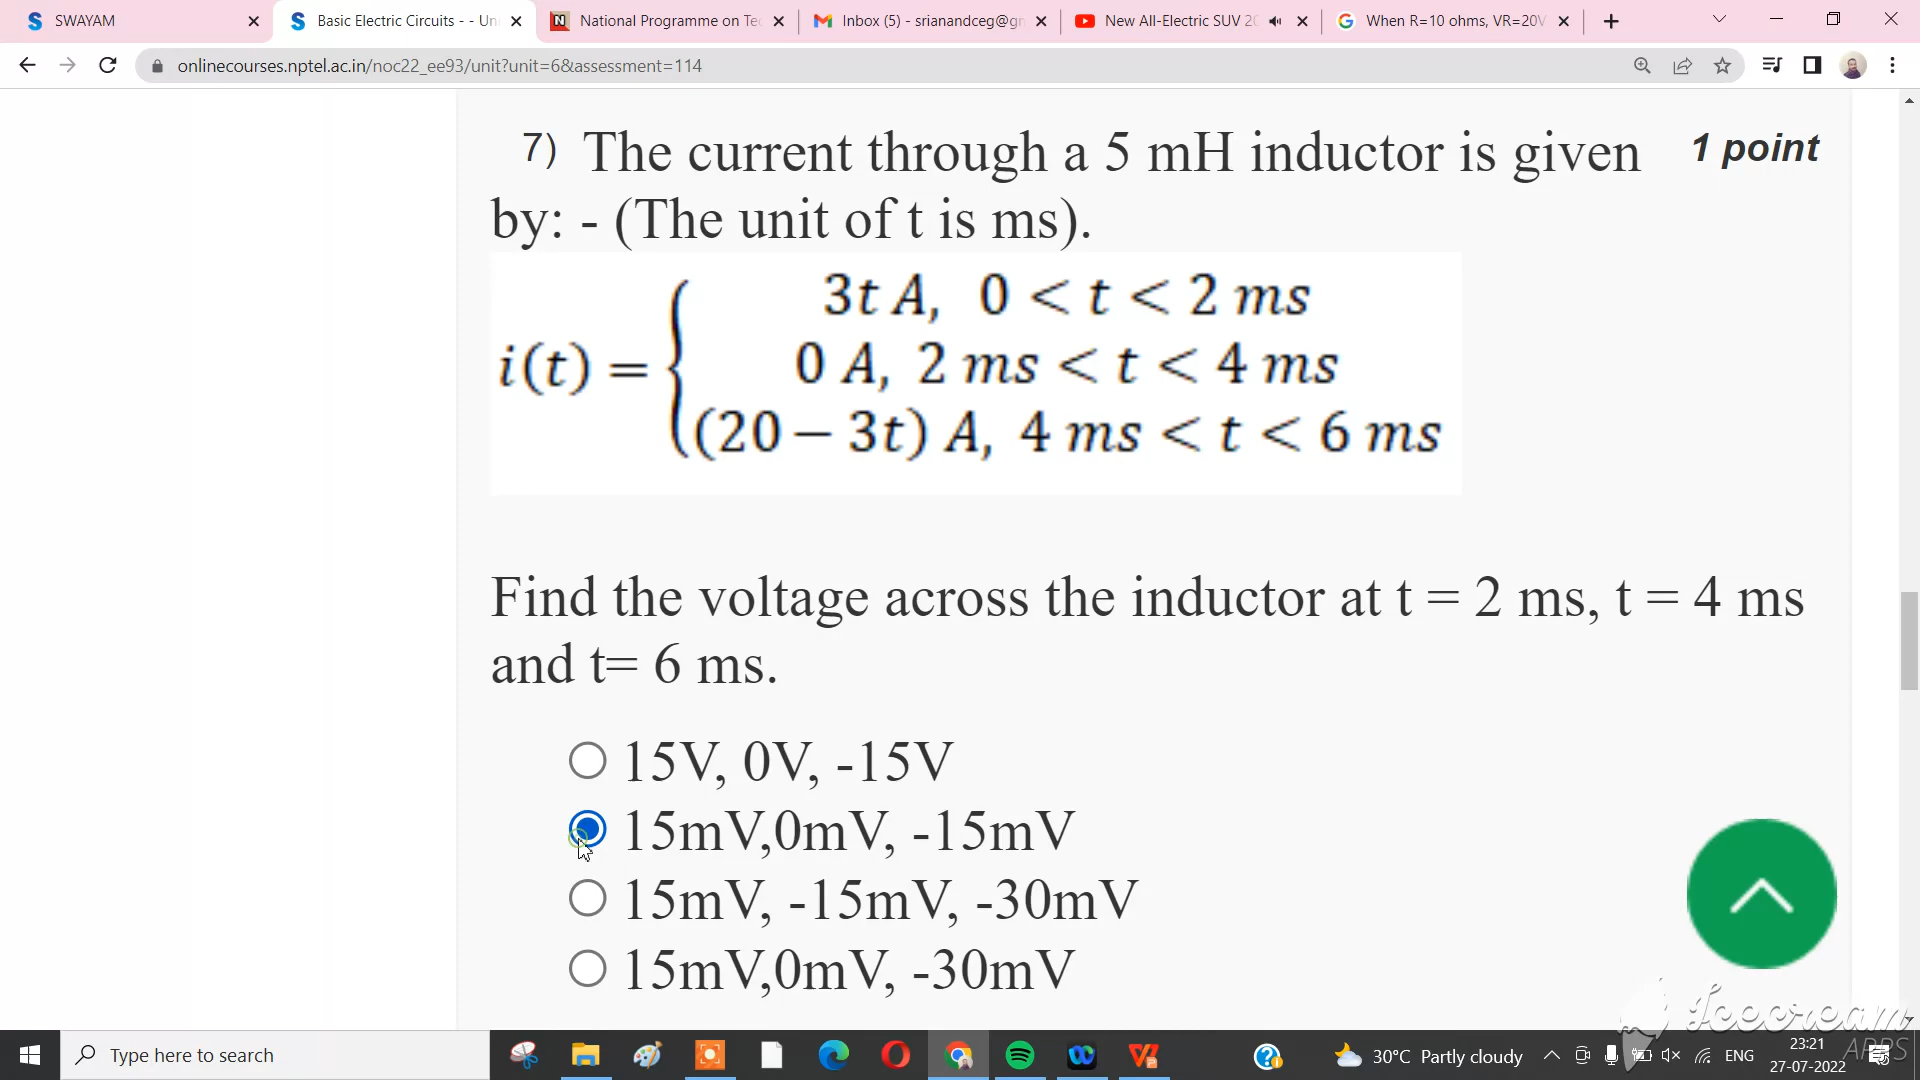 SWAYAM
Basic Electric Circuits - - Un
National Programme on Te
Inbox (5) - srianandceg@gm
New All-Electric SUV 20
When R=10 ohms, VR=20V
onlinecourses.nptel.ac.in/noc22_ee93/unit?unit=6&assessment=114
7) The current through a 5 mH inductor is given 1 point
by: - (The unit of t is ms).
3t A, 0 < t < 2 ms
i(t) = { 0 A, 2 ms < t < 4 ms
(20 − 3t) A, 4 ms < t < 6 ms
Find the voltage across the inductor at t = 2 ms, t = 4 ms
and t= 6 ms.
15V, 0V, -15V
15mV,0mV, -15mV
15mV, -15mV, -30mV
15mV,0mV, -30mV
Icecream
APPS
Type here to search
30°C Partly cloudy
ENG
23:21
27-07-2022